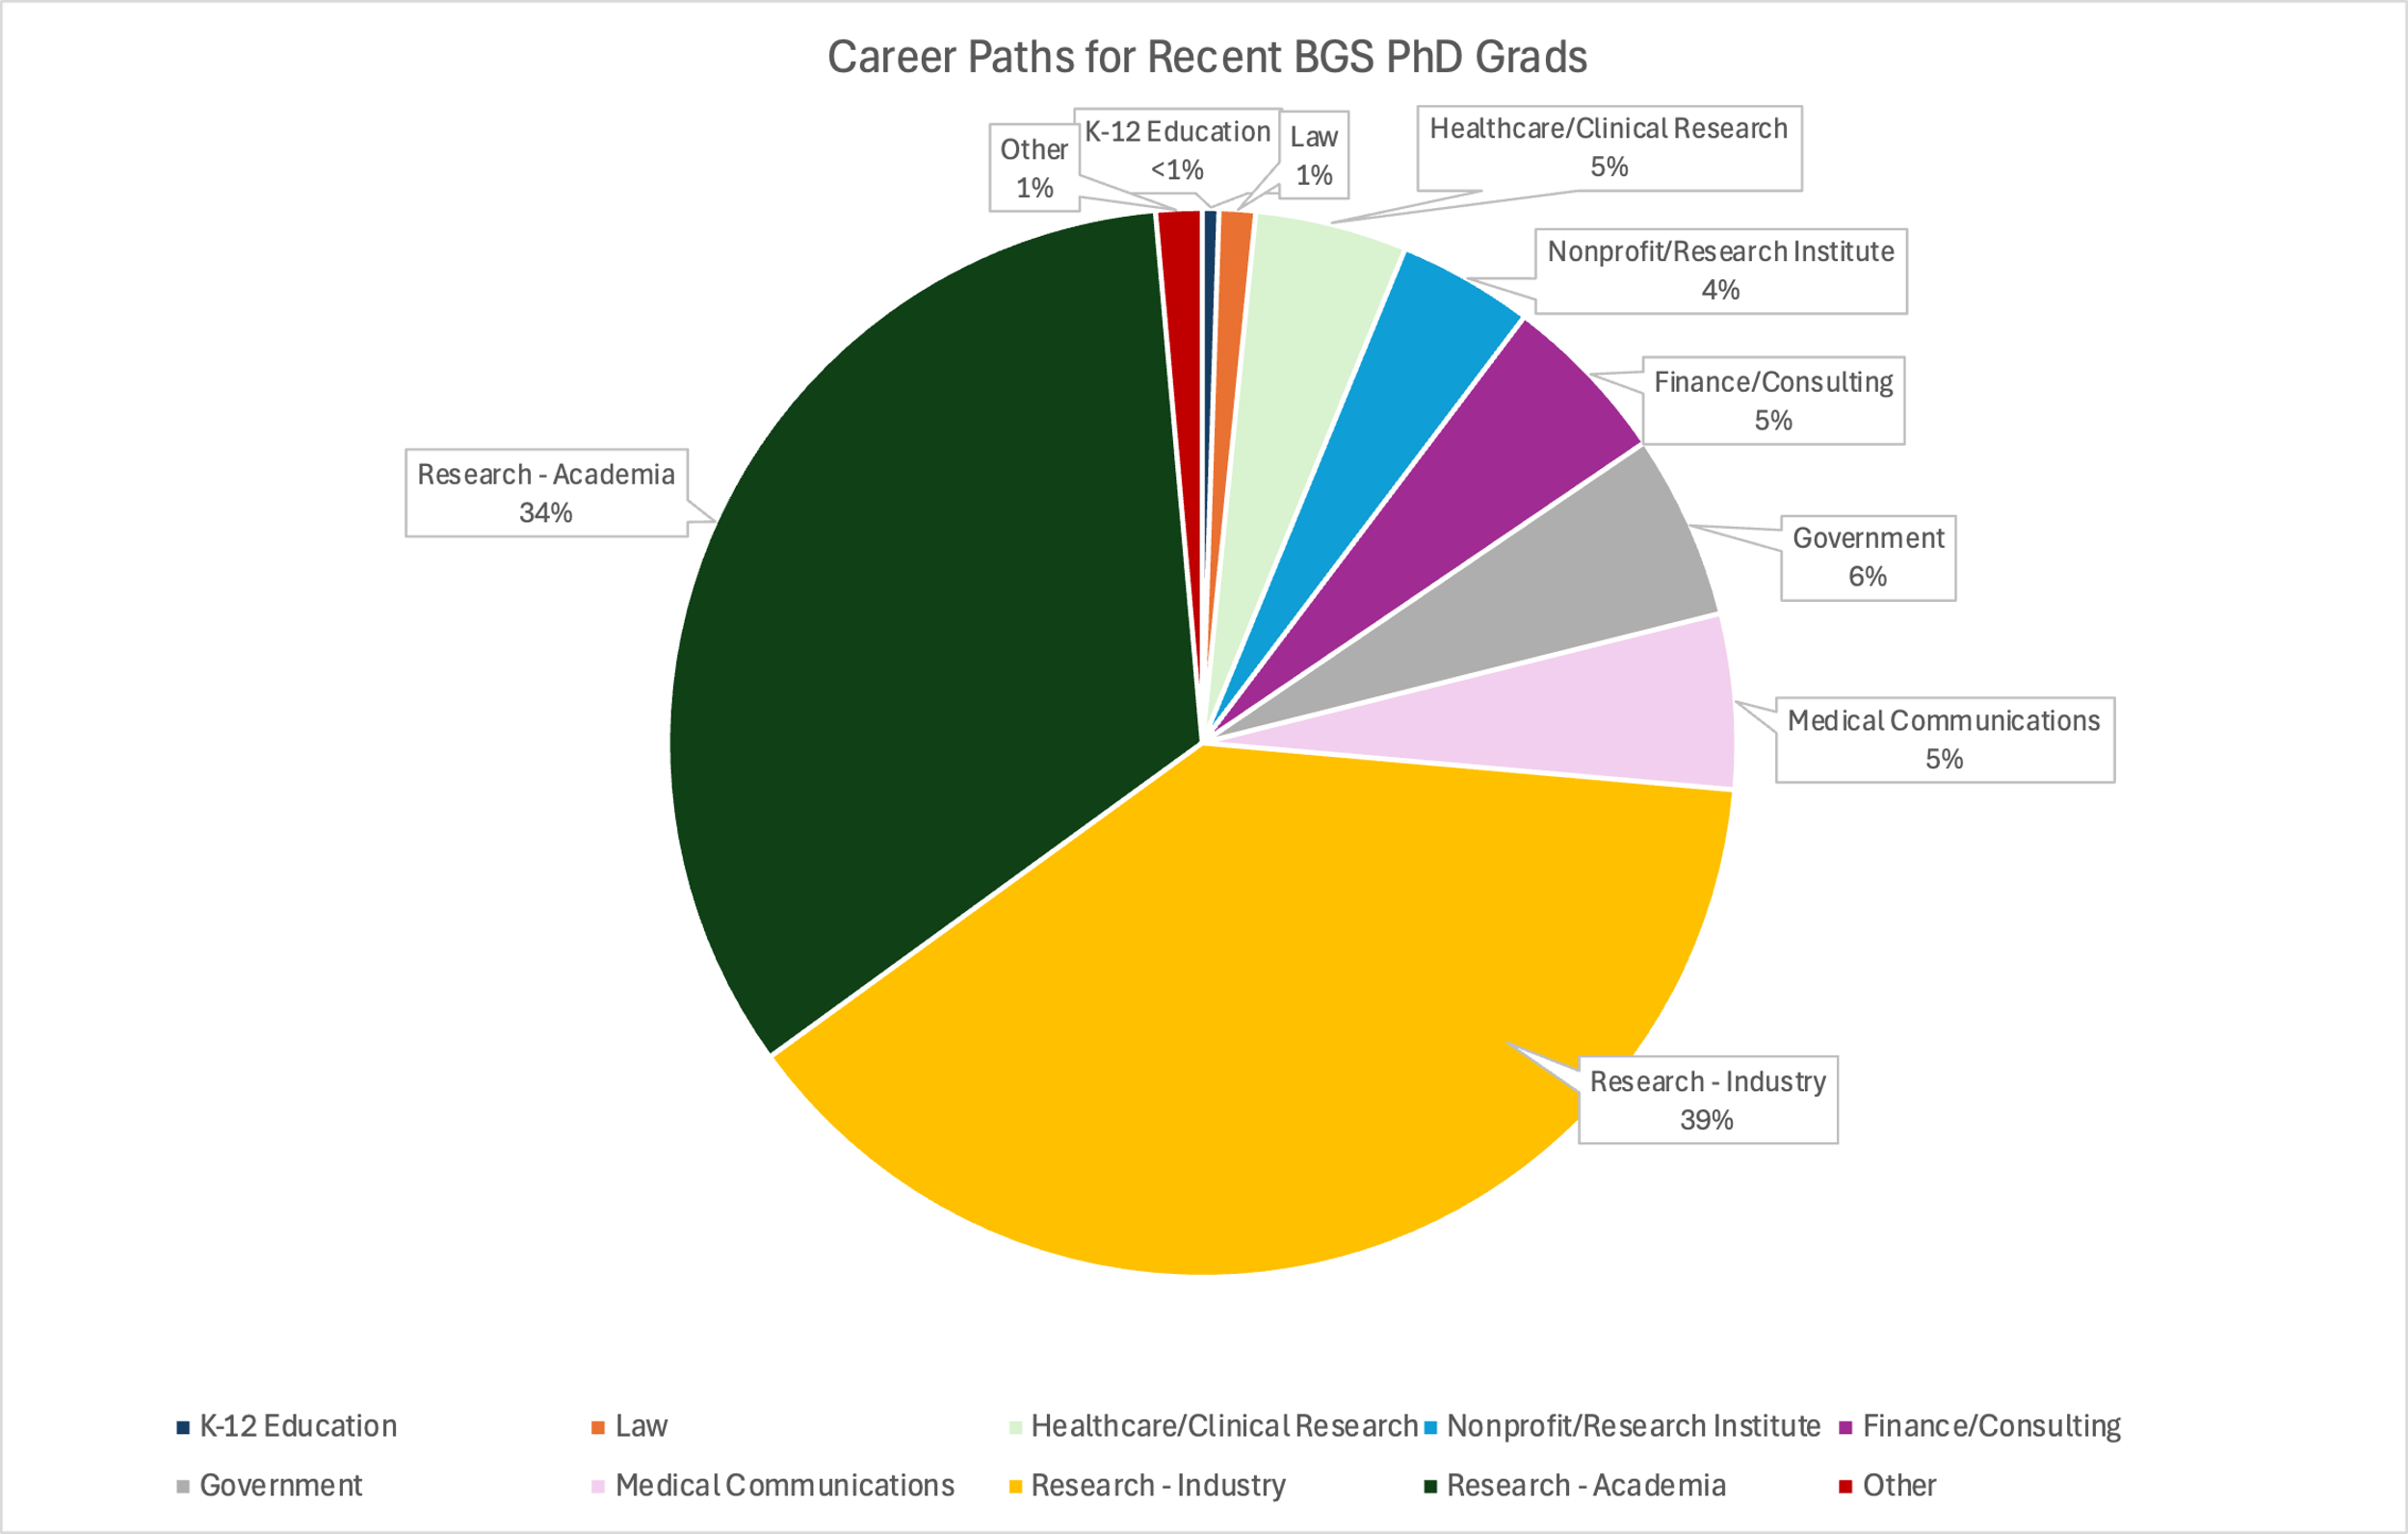 Career Paths for Recent BGS PhD Grads
Other
1%
K-12 Education
<1%
Law
1%
Healthcare/Clinical Research
5%
Nonprofit/Research Institute
4%
Finance/Consulting
5%
Government
6%
Medical Communications
5%
Research - Industry
39%
Research - Academia
34%
K-12 Education
Law
Healthcare/Clinical Research
Nonprofit/Research Institute
Finance/Consulting
Government
Medical Communications
Research - Industry
Research - Academia
Other